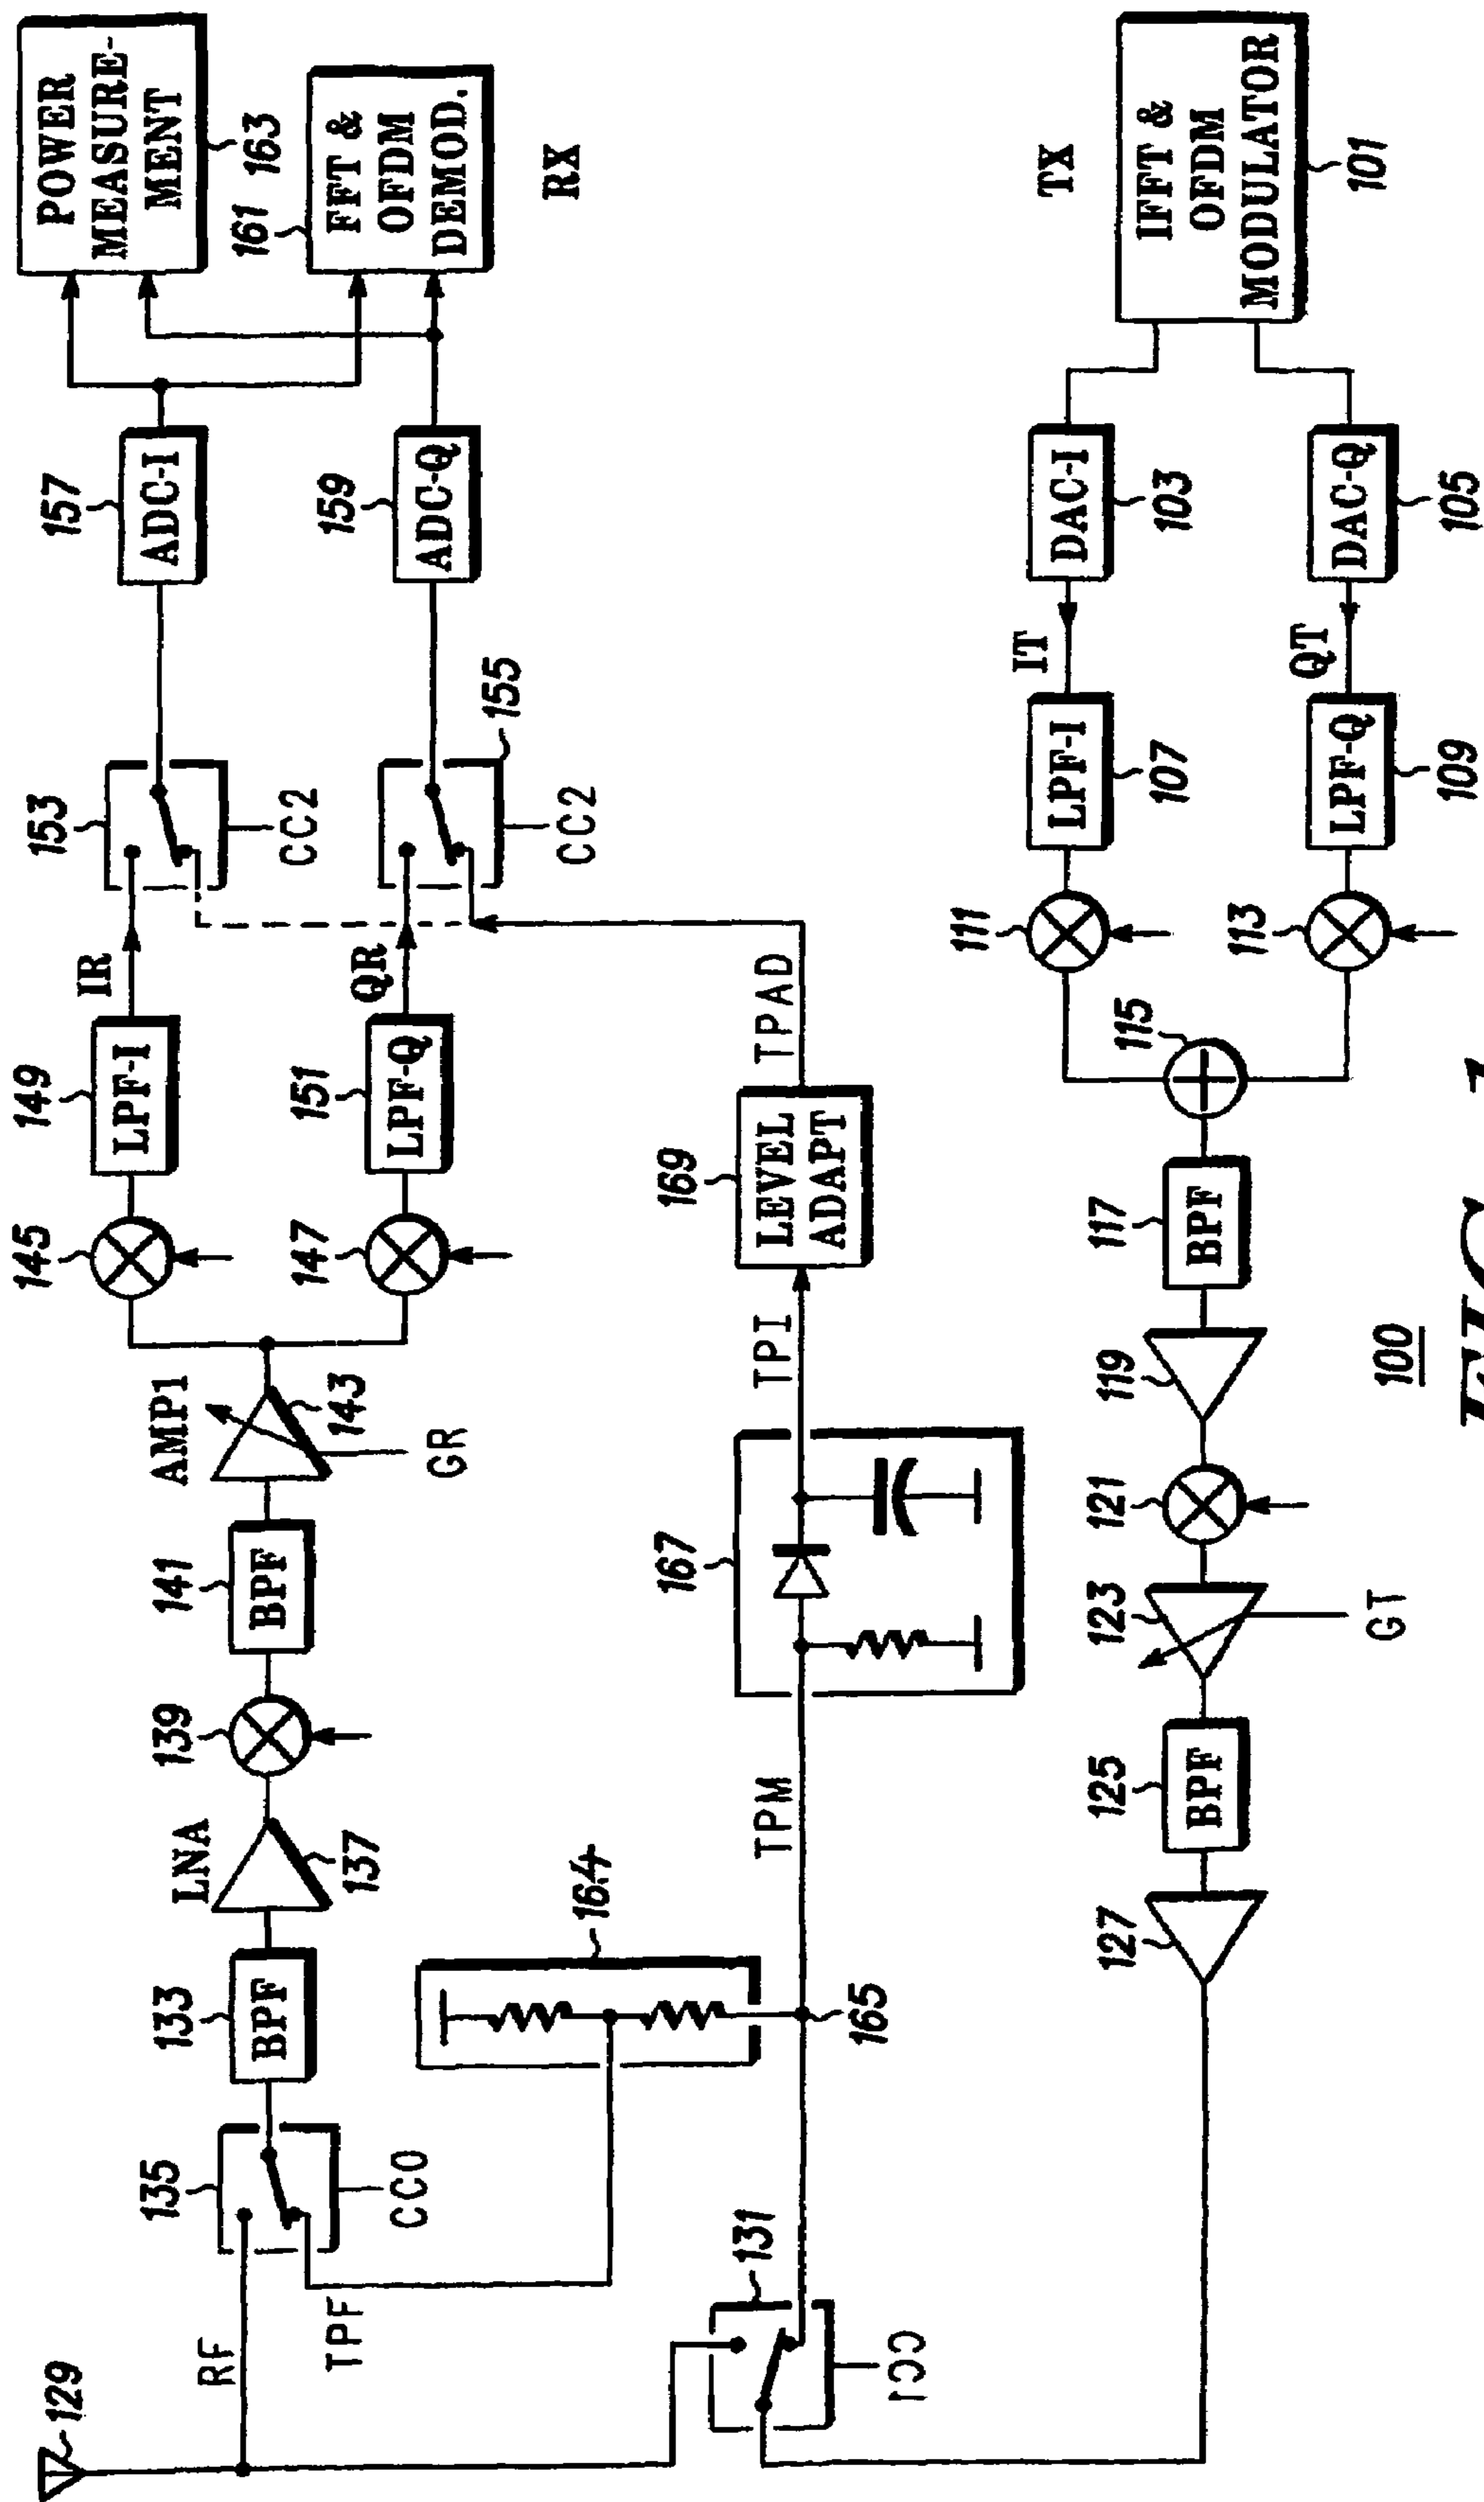 129
RF
135
CC0
TPF
133
BPF
LNA
137
139
141
BPF
AMP1
143
GR
145
149
LPF-I
IR
153
CC2
157
ADC-I
POWER
MEASURE-
MENT
163
147
151
LPF-Q
QR
155
CC2
159
ADC-Q
161
FFT &
OFDM
DEMOD.
RX
131
CC1
164
165
TPM
167
TPI
169
LEVEL
ADAPT
TPAD
127
125
BPF
123
GT
121
119
117
BPF
115
111
107
LPF-I
IT
103
DAC-I
113
109
LPF-Q
QT
105
DAC-Q
TX
IFFT &
OFDM
MODULATOR
101
100